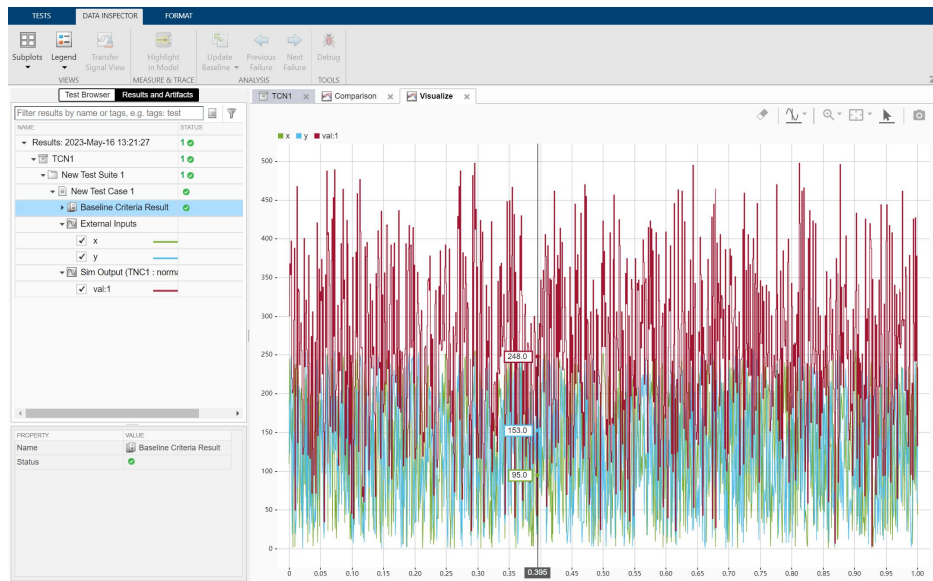 TESTS DATA INSPECTOR FORMAT
Subplots Legend Transfer Signal View Highlight in Model Update Baseline Previous Failure Next Failure Debug
VIEWS MEASURE & TRACE ANALYSIS TOOLS
Test Browser Results and Artifacts
TCN1 × Comparison × Visualize ×
Filter results by name or tags, e.g. tags: test
NAME STATUS
Results: 2023-May-16 13:21:27 1
TCN1 1
New Test Suite 1 1
New Test Case 1
Baseline Criteria Result
External Inputs
x
y
Sim Output (TNC1 : norma
val:1
PROPERTY VALUE
Name Baseline Criteria Result
Status
x y val:1
500
450
400
350
300
250
200
150
100
50
0
248.0
153.0
95.0
0 0.05 0.10 0.15 0.20 0.25 0.30 0.35 0.395 0.45 0.50 0.55 0.60 0.65 0.70 0.75 0.80 0.85 0.90 0.95 1.00